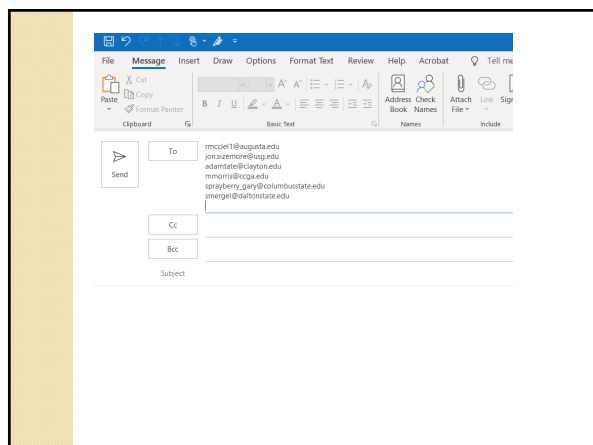 File Message Insert Draw Options Format Text Review Help Acrobat Tell me
Paste
Cut
Copy
Format Painter
Clipboard
B I U A
Basic Text
Address Book
Check Names
Names
Attach File
Link
Sign
Include
Send
To
rmcclel1@augusta.edu
jon.sizemore@usg.edu
adamtate@clayton.edu
mmorris@ccga.edu
sprayberry_gary@columbusstate.edu
smergel@daltonstate.edu
Cc
Bcc
Subject